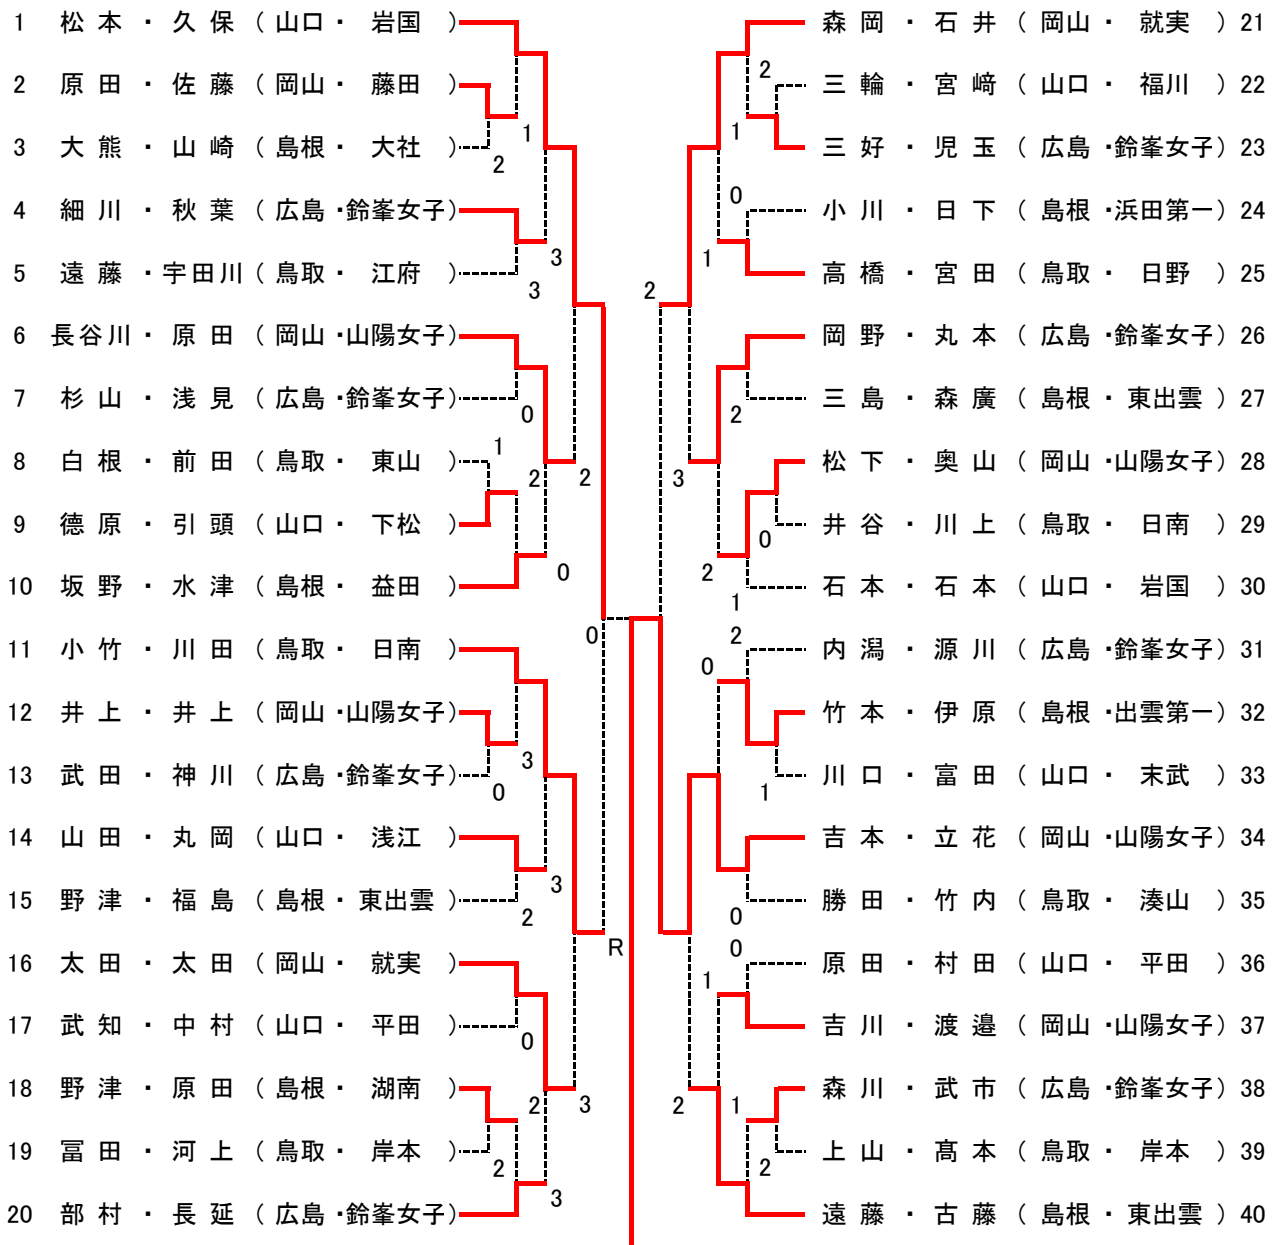 1 松本・久保（山口・岩国）
2 原田・佐藤（岡山・藤田）
3 大熊・山崎（島根・大社）
4 細川・秋葉（広島・鈴峯女子）
5 遠藤・宇田川（鳥取・江府）
6 長谷川・原田（岡山・山陽女子）
7 杉山・浅見（広島・鈴峯女子）
8 白根・前田（鳥取・東山）
9 德原・引頭（山口・下松）
10 坂野・水津（島根・益田）
11 小竹・川田（鳥取・日南）
12 井上・井上（岡山・山陽女子）
13 武田・神川（広島・鈴峯女子）
14 山田・丸岡（山口・浅江）
15 野津・福島（島根・東出雲）
16 太田・太田（岡山・就実）
17 武知・中村（山口・平田）
18 野津・原田（島根・湖南）
19 冨田・河上（鳥取・岸本）
20 部村・長延（広島・鈴峯女子）
1
2
3
3
0
1
2
2
0
3
0
3
2
0
2
3
2
3
0
R
森岡・石井（岡山・就実）21
三輪・宮﨑（山口・福川）22
三好・児玉（広島・鈴峯女子）23
小川・日下（島根・浜田第一）24
高橋・宮田（鳥取・日野）25
岡野・丸本（広島・鈴峯女子）26
三島・森廣（島根・東出雲）27
松下・奥山（岡山・山陽女子）28
井谷・川上（鳥取・日南）29
石本・石本（山口・岩国）30
内潟・源川（広島・鈴峯女子）31
竹本・伊原（島根・出雲第一）32
川口・富田（山口・末武）33
吉本・立花（岡山・山陽女子）34
勝田・竹内（鳥取・湊山）35
原田・村田（山口・平田）36
吉川・渡邉（岡山・山陽女子）37
森川・武市（広島・鈴峯女子）38
上山・髙本（鳥取・岸本）39
遠藤・古藤（島根・東出雲）40
2
1
0
1
2
2
3
0
2
1
2
0
1
0
0
1
2
1
2